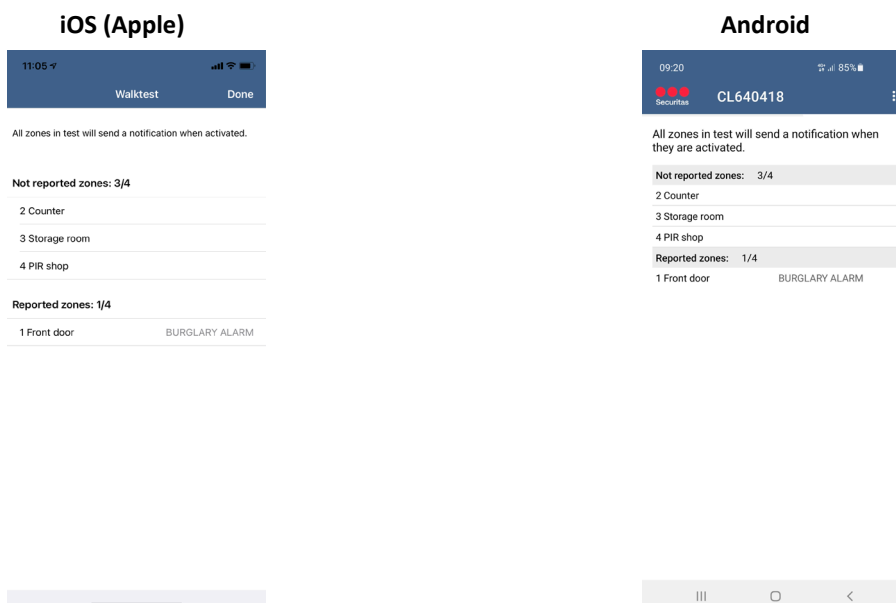 iOS (Apple)
11:05
Walktest Done
All zones in test will send a notification when activated.
Not reported zones: 3/4
2 Counter
3 Storage room
4 PIR shop
Reported zones: 1/4
1 Front door BURGLARY ALARM
Android
09:20 85%
Securitas CL640418
All zones in test will send a notification when
they are activated.
Not reported zones: 3/4
2 Counter
3 Storage room
4 PIR shop
Reported zones: 1/4
1 Front door BURGLARY ALARM